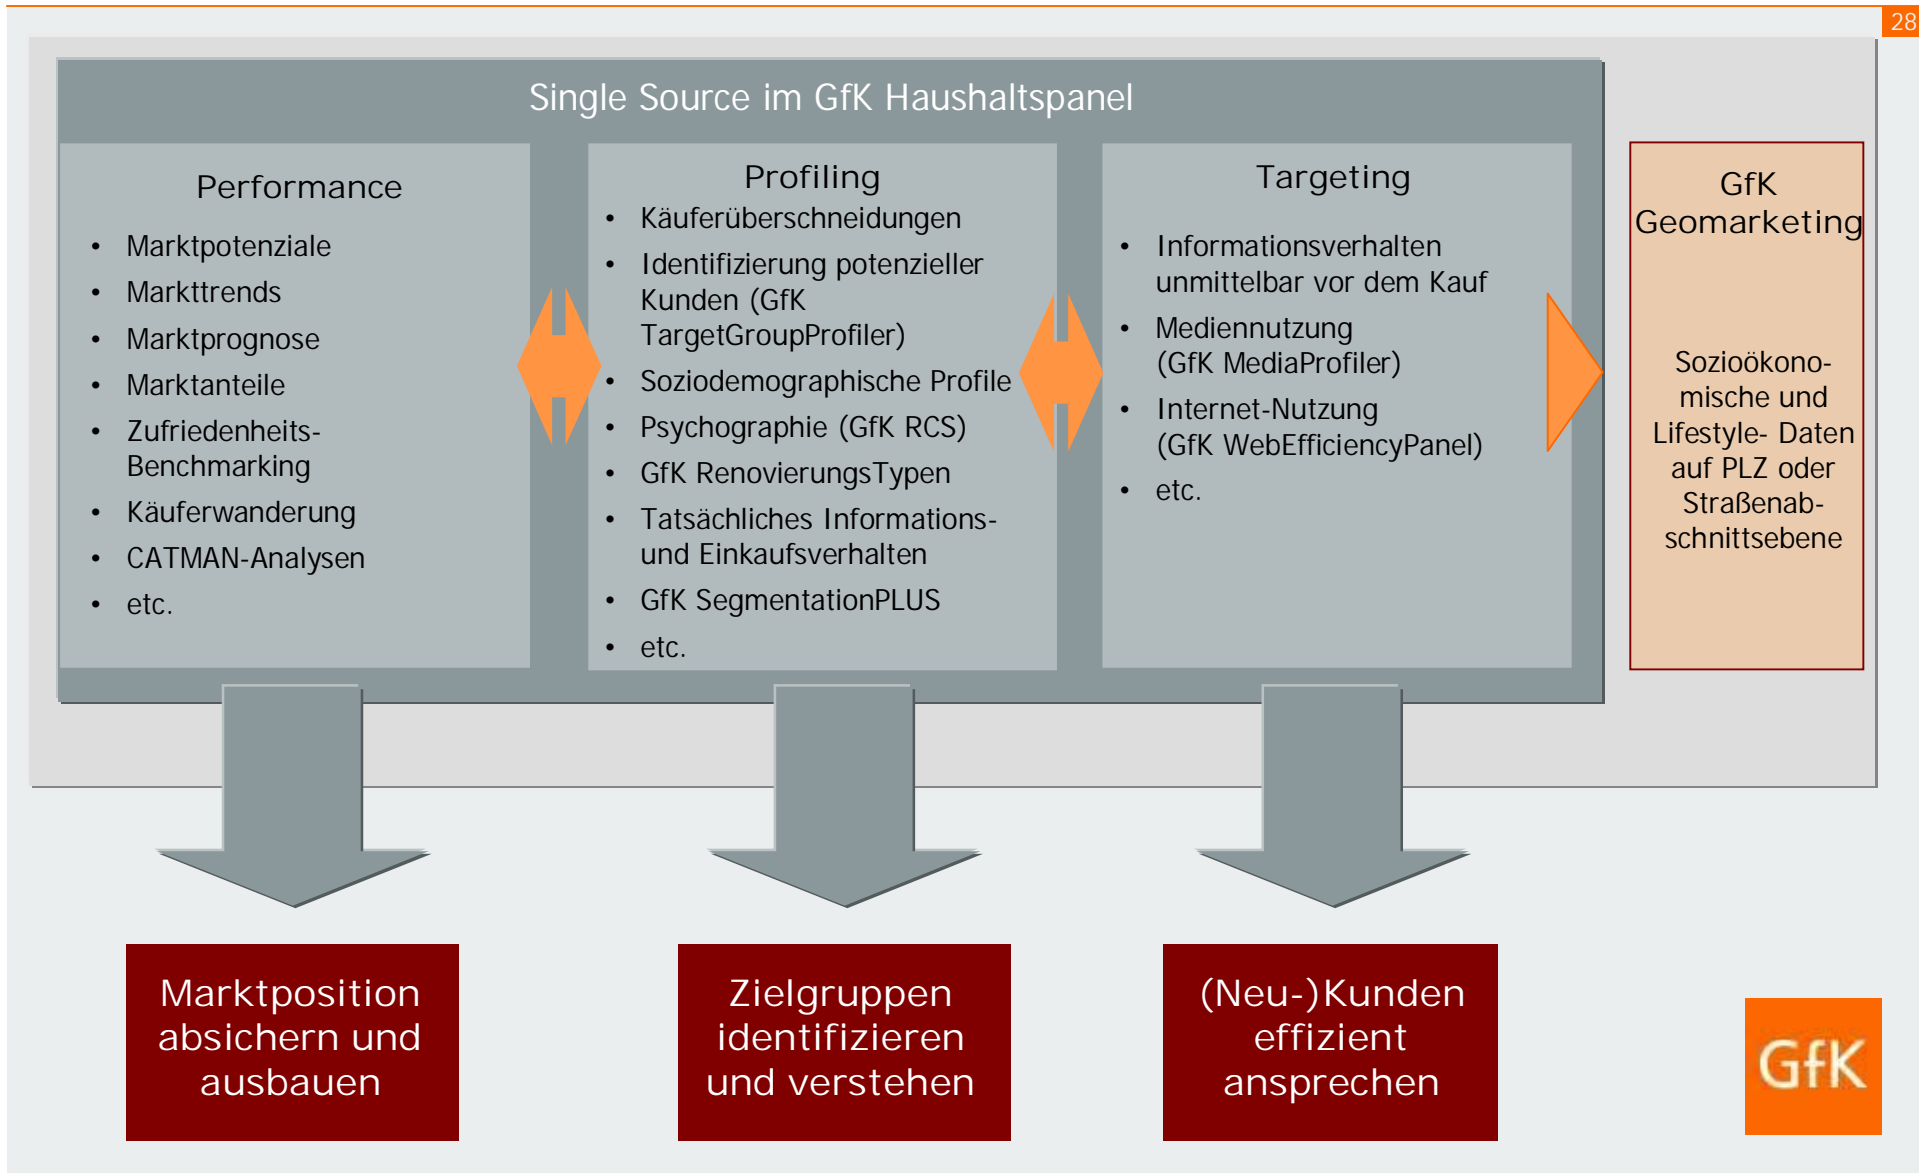 28
Single Source im GfK Haushaltspanel
Performance
• Marktpotenziale
• Markttrends
• Marktprognose
• Marktanteile
• Zufriedenheits-
Benchmarking
• Käuferwanderung
• CATMAN-Analysen
• etc.
Profiling
• Käuferüberschneidungen
• Identifizierung potenzieller
Kunden (GfK
TargetGroupProfiler)
• Soziodemographische Profile
• Psychographie (GfK RCS)
• GfK RenovierungsTypen
• Tatsächliches Informations-
und Einkaufsverhalten
• GfK SegmentationPLUS
• etc.
Targeting
• Informationsverhalten
unmittelbar vor dem Kauf
• Mediennutzung
(GfK MediaProfiler)
• Internet-Nutzung
(GfK WebEfficiencyPanel)
• etc.
GfK
Geomarketing
Sozioökono-
mische und
Lifestyle- Daten
auf PLZ oder
Straßenab-
schnittsebene
Marktposition
absichern und
ausbauen
Zielgruppen
identifizieren
und verstehen
(Neu-)Kunden
effizient
ansprechen
GfK